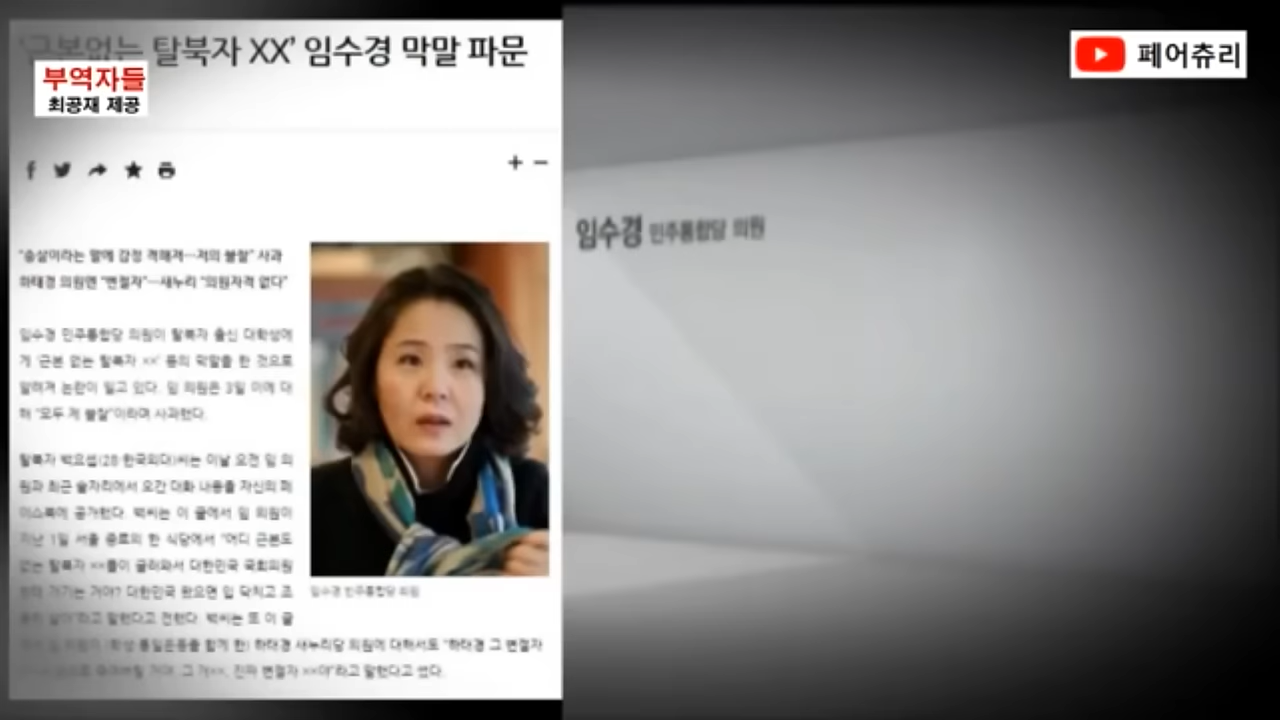 '근본없는 탈북자 XX' 임수경 막말 파문
부역자들
최공재 제공
페어츄리
f
+ -
임수경 민주통합당 의원
"총살이라는 말에 감정 격해져…저의 불찰" 사과
하태경 의원엔 "변절자"…새누리 "의원자격 없다"
임수경 민주통합당 의원이 탈북자 출신 대학생에
게 '근본 없는 탈북자 ××' 등의 막말을 한 것으로
알려져 논란이 일고 있다. 임 의원은 3일 이에 대
해 "모두 제 불찰"이라며 사과했다.
탈북자 백요셉(28·한국외대)씨는 이날 오전 임 의
원과 최근 술자리에서 오간 대화 내용을 자신의 페
이스북에 공개했다. 백씨는 이 글에서 임 의원이
지난 1일 서울 종로의 한 식당에서 "어디 근본도
없는 탈북자 ××들이 굴러와서 대한민국 국회의원
한테 개기는 거야? 대한민국 왔으면 입 닥치고 조
용히 살아"라고 말했다고 전했다. 백씨는 또 이 글
하태경 새누리당 의원에 대해서도 "하태경 그 변절자
그 개××, 진짜 변절자 ××야"라고 말했다고 썼다.
임수경 민주통합당 의원